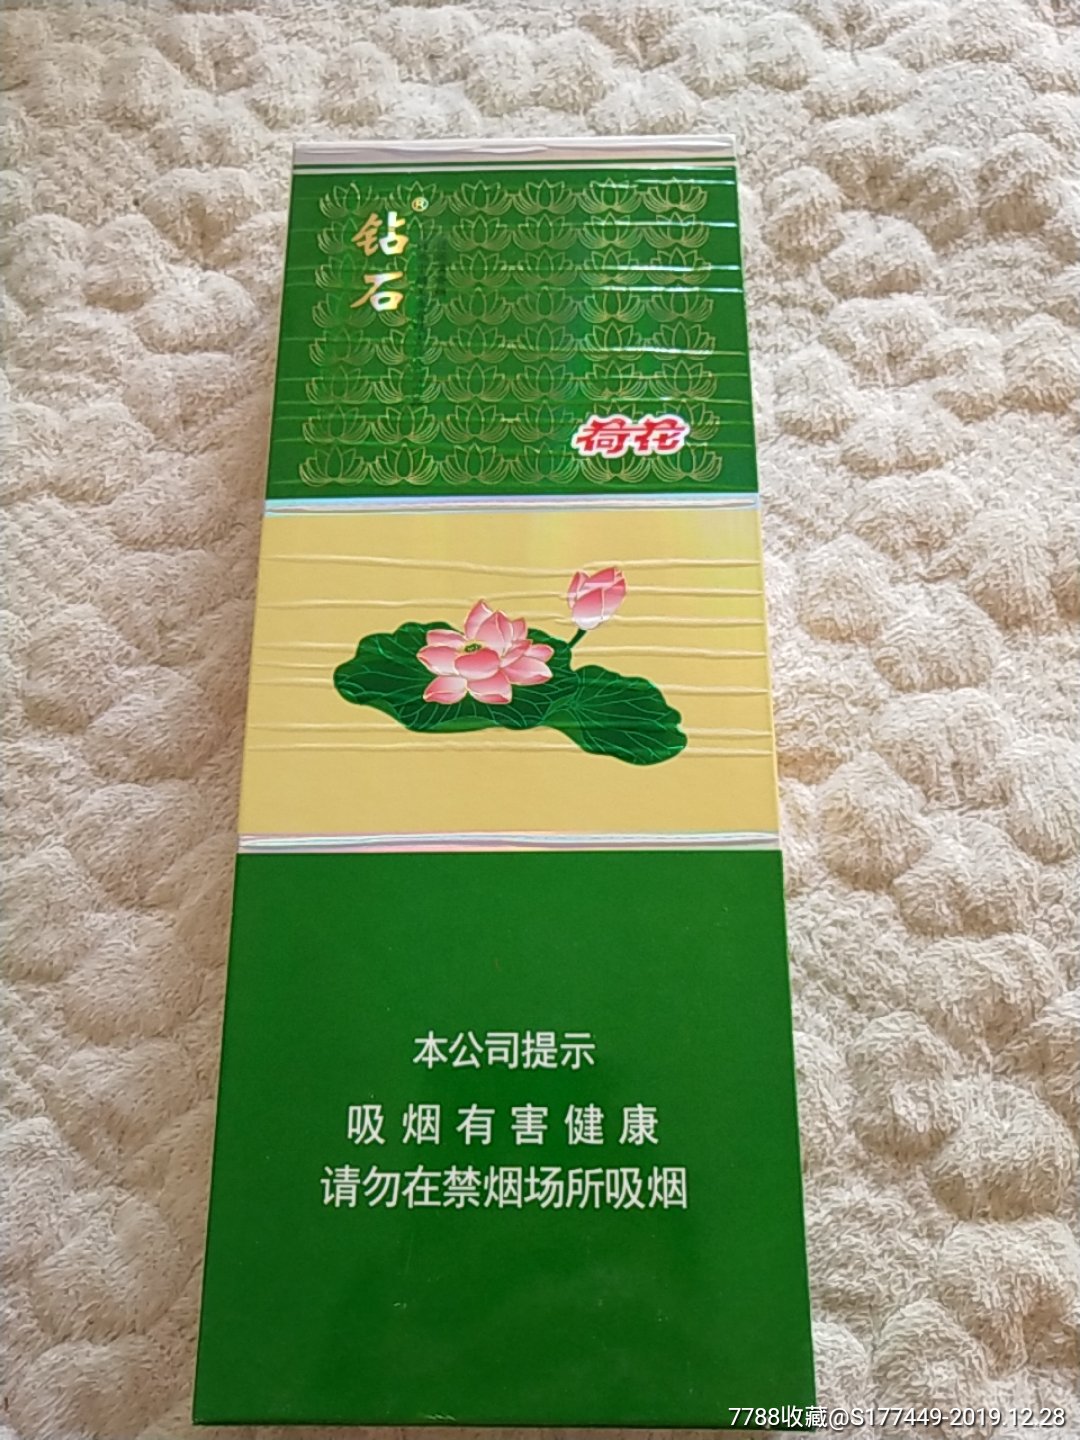 钻石®
荷花
本公司提示
吸烟有害健康
请勿在禁烟场所吸烟
7788收藏@S177449-2019.12.28